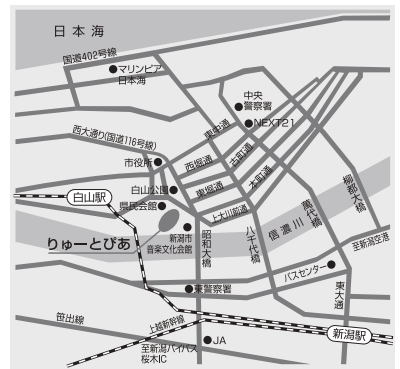 日本海
国道402号線
マリンピア
日本海
中央
警察署
NEXT21
東中通
西大通り(国道116号線)
市役所
西堀通
古町通
白山公園
東堀通
本町通
白山駅
県民会館
上大川前通
柳都大橋
りゅーとぴあ
新潟市
音楽文化会館
昭和大橋
八千代橋
信濃川
萬代橋
至新潟空港
バスセンター
東警察署
東大通
笹出線
上越新幹線
新潟駅
至新潟バイパス
桜木IC
JA